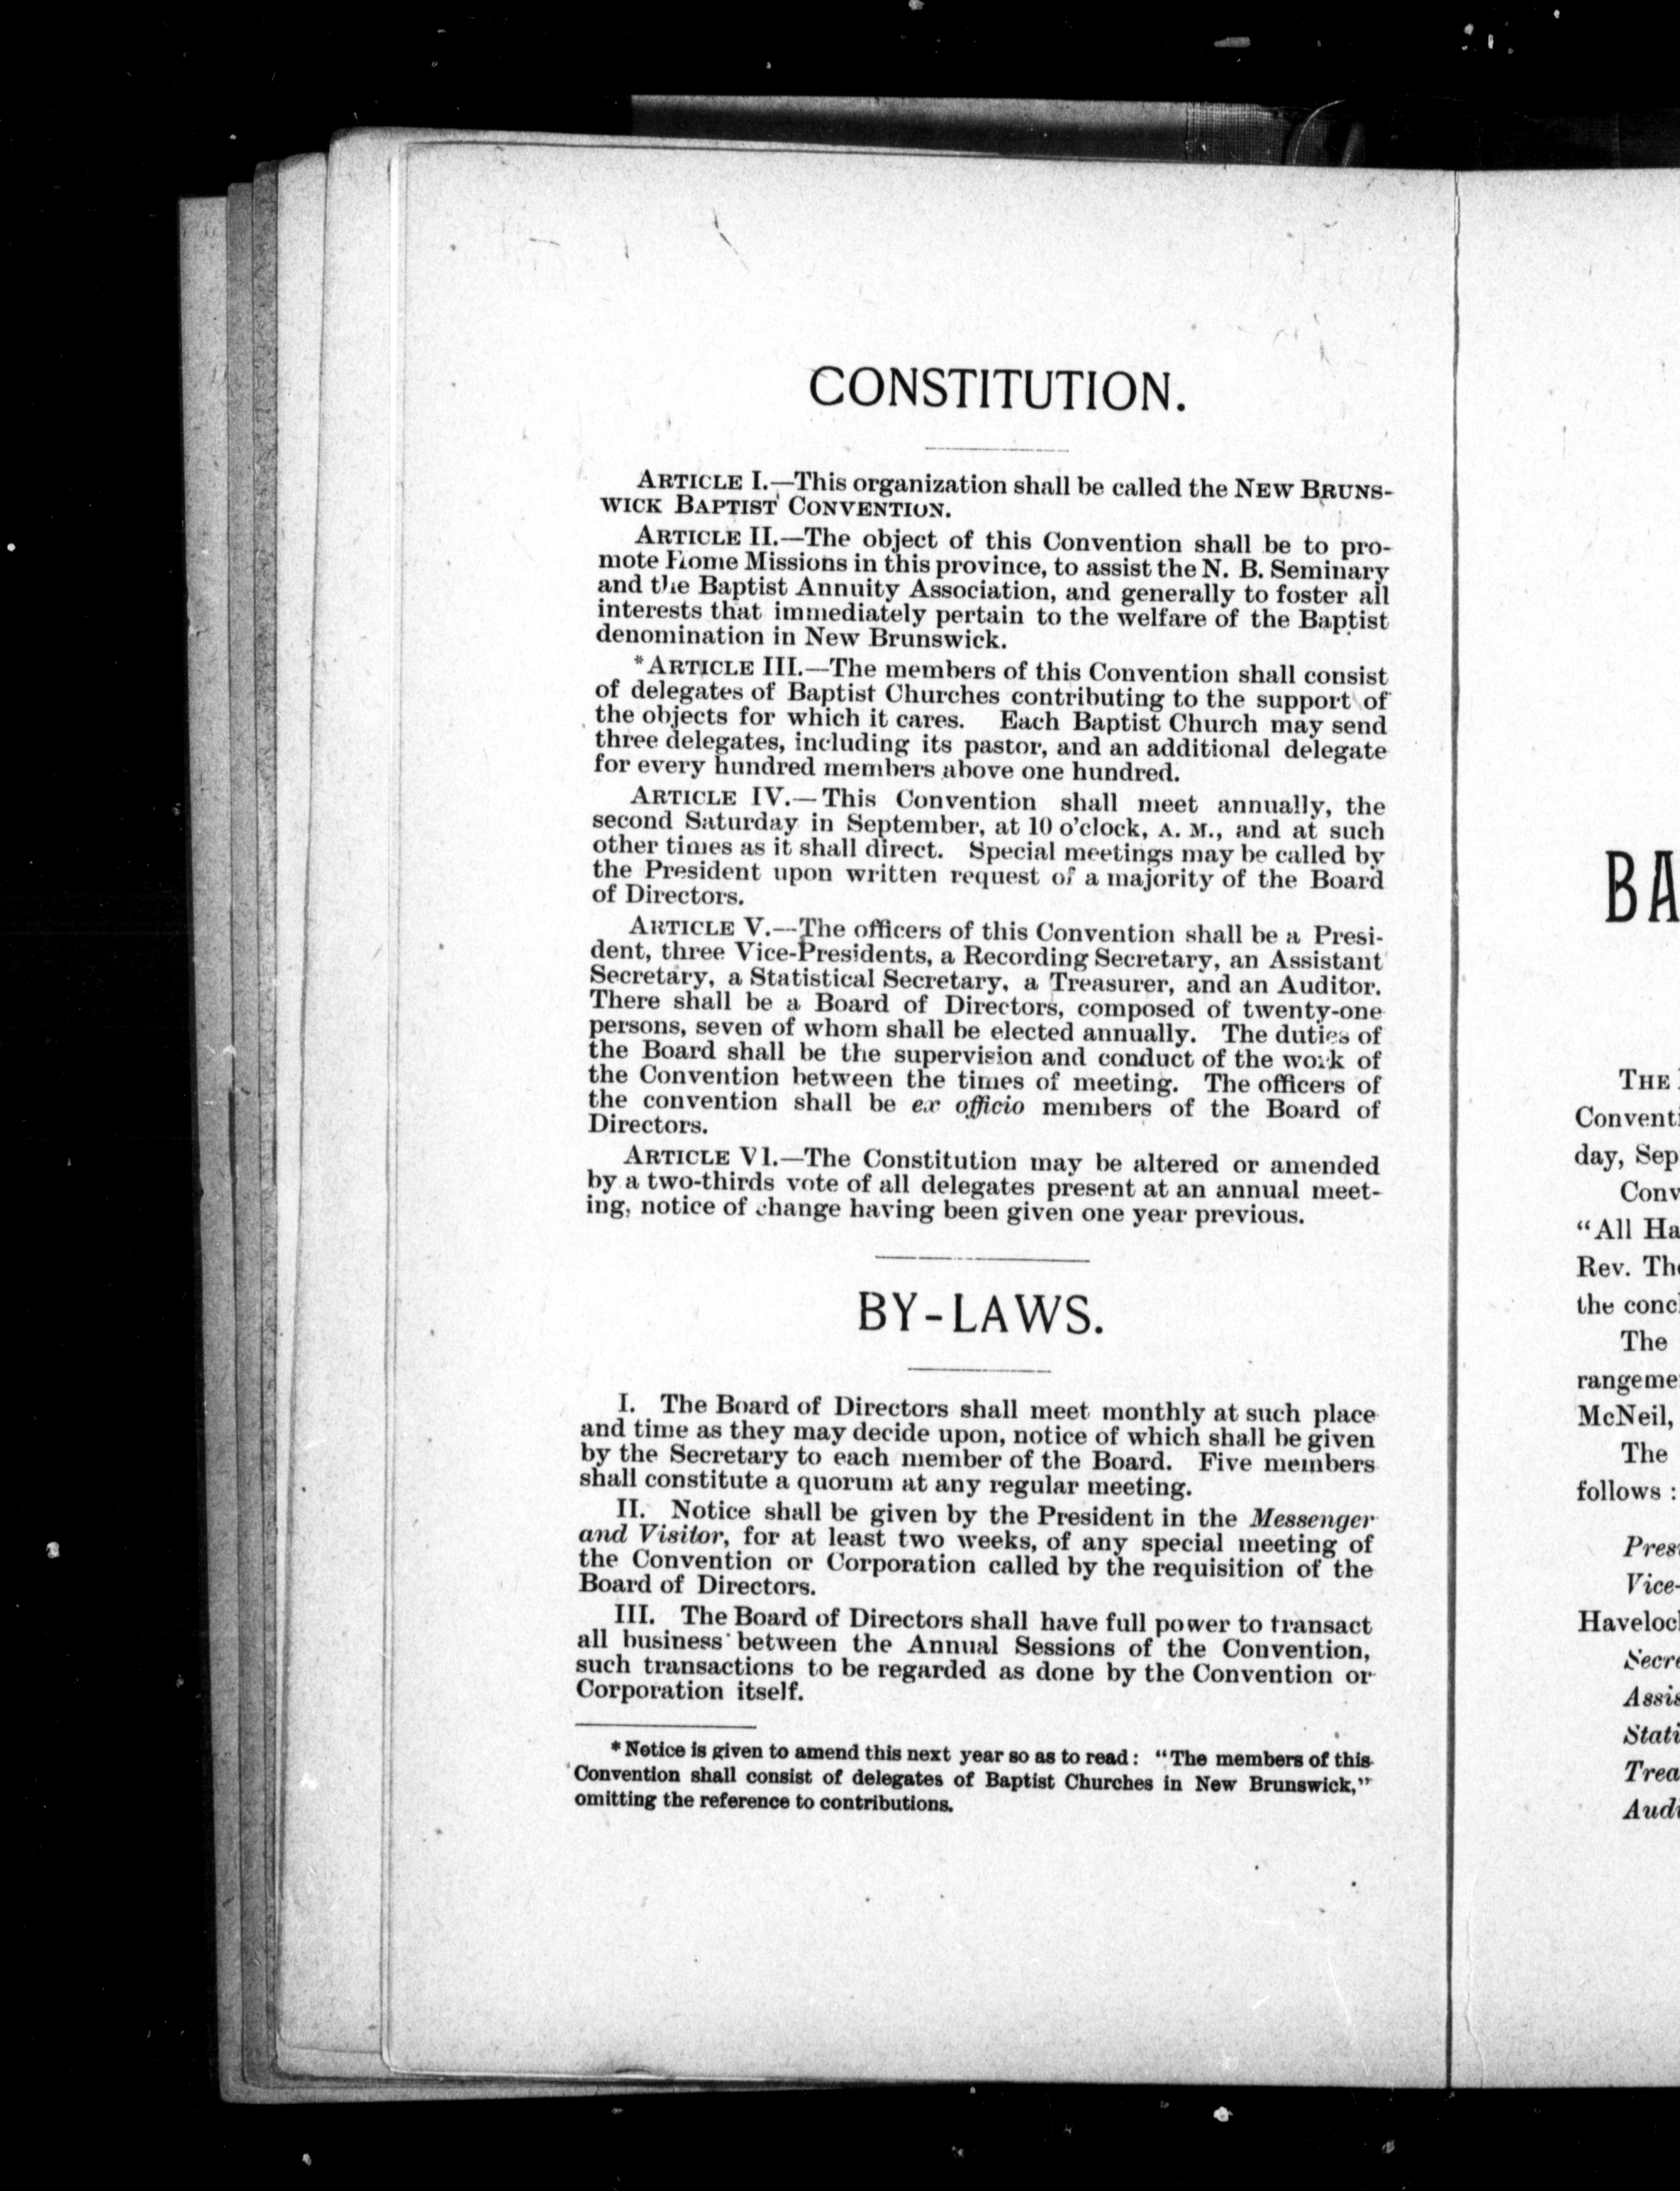 CONSTITUTION.
ARTICLE I.—This organization shall be called the NEW BRUNS-
WICK BAPTIST CONVENTION.
ARTICLE II.—The object of this Convention shall be to pro-
mote Home Missions in this province, to assist the N. B. Seminary
and the Baptist Annuity Association, and generally to foster all
interests that immediately pertain to the welfare of the Baptist
denomination in New Brunswick.
*ARTICLE III.—The members of this Convention shall consist
of delegates of Baptist Churches contributing to the support of
the objects for which it cares. Each Baptist Church may send
three delegates, including its pastor, and an additional delegate
for every hundred members above one hundred.
ARTICLE IV.—This Convention shall meet annually, the
second Saturday in September, at 10 o'clock, A. M., and at such
other times as it shall direct. Special meetings may be called by
the President upon written request of a majority of the Board
of Directors.
ARTICLE V.—The officers of this Convention shall be a Presi-
dent, three Vice-Presidents, a Recording Secretary, an Assistant
Secretary, a Statistical Secretary, a Treasurer, and an Auditor.
There shall be a Board of Directors, composed of twenty-one
persons, seven of whom shall be elected annually. The duties of
the Board shall be the supervision and conduct of the work of
the Convention between the times of meeting. The officers of
the convention shall be ex officio members of the Board of
Directors.
ARTICLE VI.—The Constitution may be altered or amended
by a two-thirds vote of all delegates present at an annual meet-
ing, notice of change having been given one year previous.
BY-LAWS.
I. The Board of Directors shall meet monthly at such place
and time as they may decide upon, notice of which shall be given
by the Secretary to each member of the Board. Five members
shall constitute a quorum at any regular meeting.
II. Notice shall be given by the President in the Messenger
and Visitor, for at least two weeks, of any special meeting of
the Convention or Corporation called by the requisition of the
Board of Directors.
III. The Board of Directors shall have full power to transact
all business between the Annual Sessions of the Convention,
such transactions to be regarded as done by the Convention or
Corporation itself.
*Notice is given to amend this next year so as to read: "The members of this
Convention shall consist of delegates of Baptist Churches in New Brunswick,"
omitting the reference to contributions.
BA
THE
Conventi
day, Sep
Conv
"All Ha
Rev. The
the conc
The
rangeme
McNeil,
The
follows:
Pres
Vice-
Haveloc
Secre
Assis
Stati
Trea
Audi